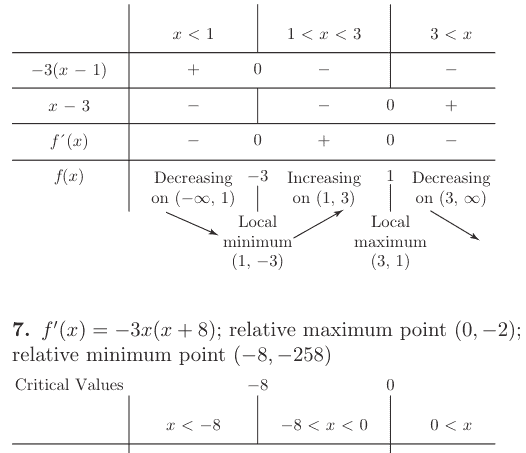 x < 1 1 < x < 3 3 < x
−3(x − 1) + 0 − −
x − 3 − − 0 +
f´(x) − 0 + 0 −
f(x) Decreasing −3 Increasing 1 Decreasing
on (−∞, 1) on (1, 3) on (3, ∞)
Local Local
minimum maximum
(1, −3) (3, 1)
7. f′(x) = −3x(x + 8); relative maximum point (0, −2);
relative minimum point (−8, −258)
Critical Values −8 0
x < −8 −8 < x < 0 0 < x